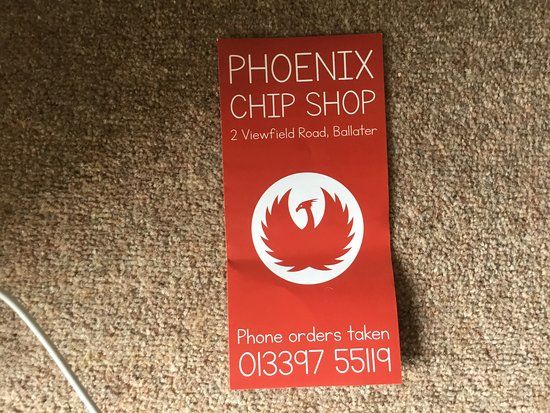 PHOENIX
CHIP SHOP
2 Viewfield Road, Ballater
Phone orders taken
013397 55119